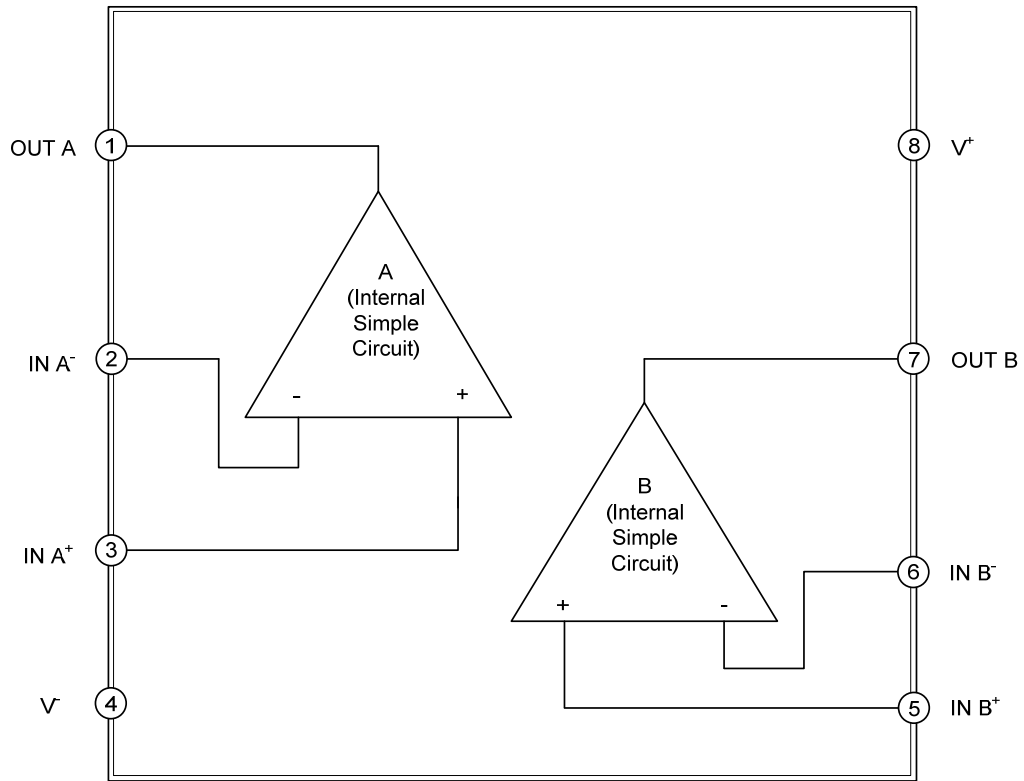 OUT A 1
8 V⁺
A
(Internal
Simple
Circuit)
IN A⁻ 2
- +
7 OUT B
B
(Internal
Simple
Circuit)
IN A⁺ 3
6 IN B⁻
+ -
V⁻ 4
5 IN B⁺